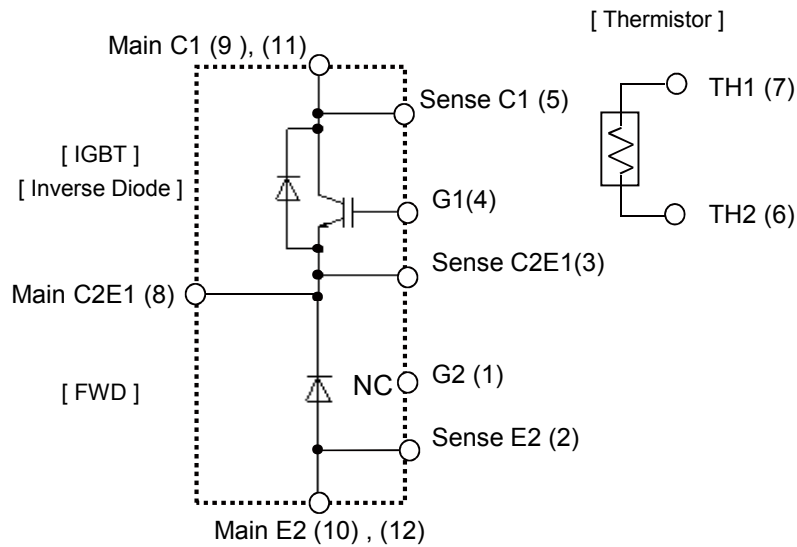 [ Thermistor ]
Main C1 (9 ) , (11)
Sense C1 (5)
TH1 (7)
[ IGBT ]
[ Inverse Diode ]
G1(4)
TH2 (6)
Sense C2E1(3)
Main C2E1 (8)
[ FWD ]
NC
G2 (1)
Sense E2 (2)
Main E2 (10) , (12)